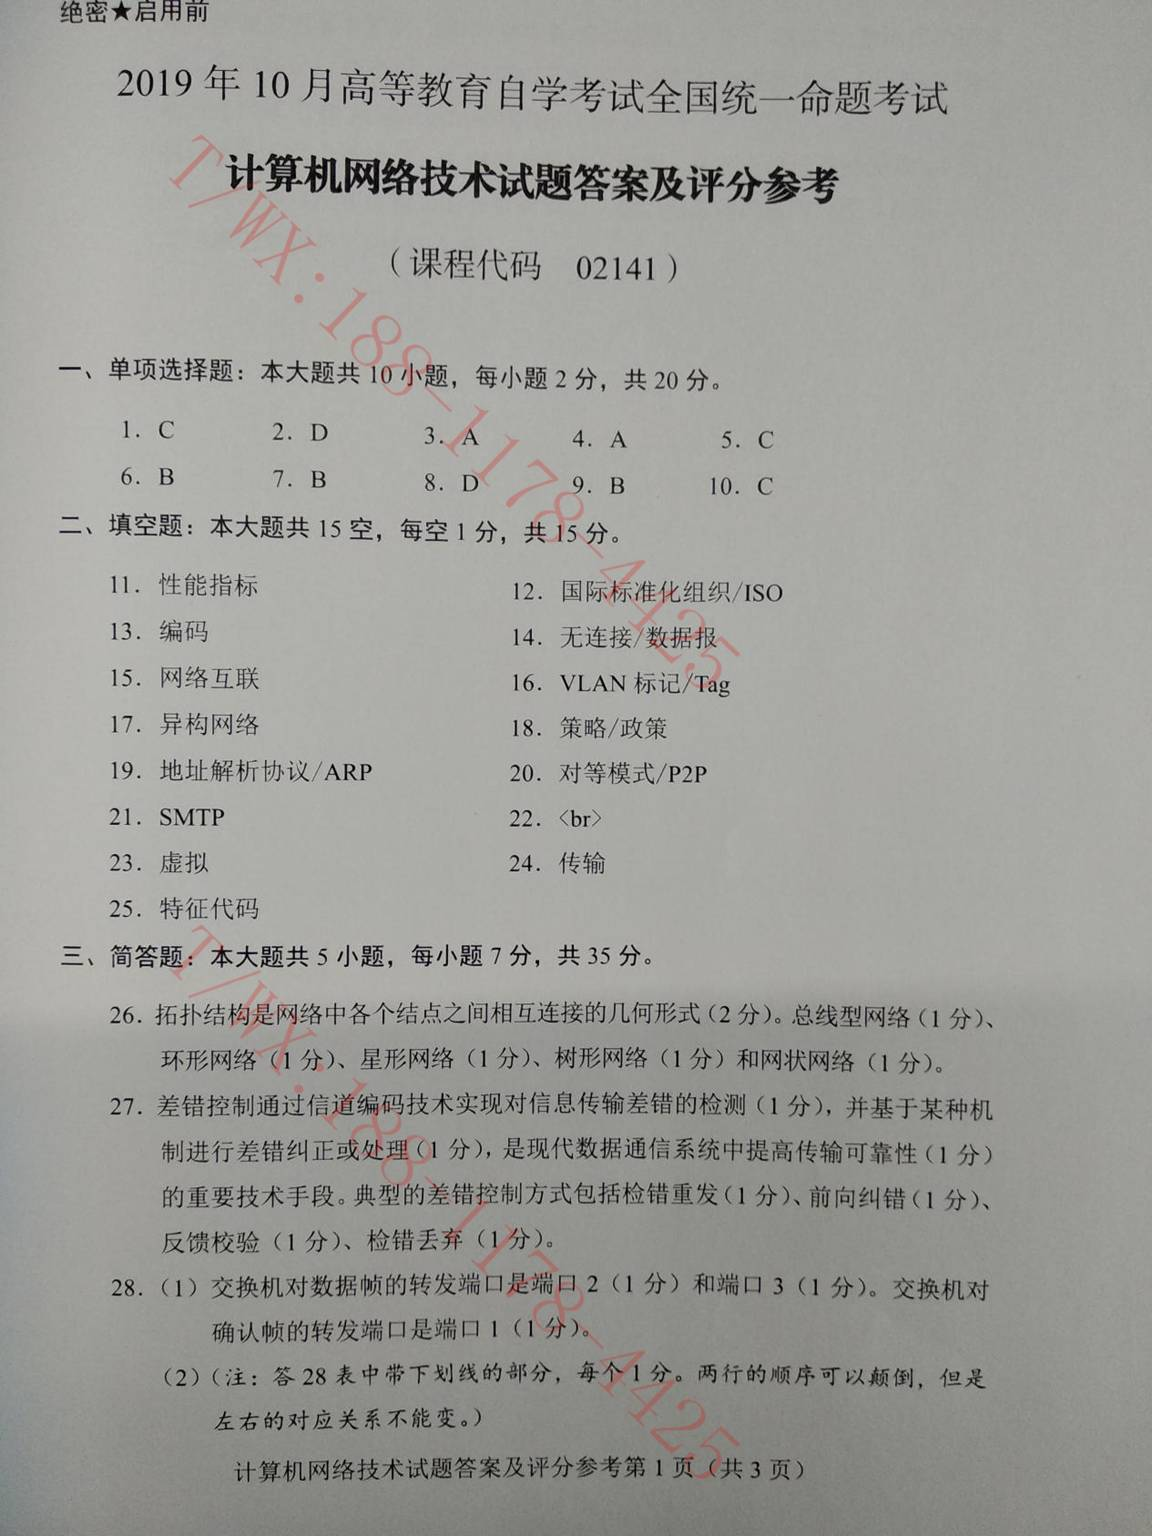 绝密★启用前
2019 年 10 月高等教育自学考试全国统一命题考试
计算机网络技术试题答案及评分参考
（课程代码 02141）
一、单项选择题：本大题共 10 小题，每小题 2 分，共 20 分。
1. C 2. D 3. A 4. A 5. C
6. B 7. B 8. D 9. B 10. C
二、填空题：本大题共 15 空，每空 1 分，共 15 分。
11. 性能指标 12. 国际标准化组织/ISO
13. 编码 14. 无连接/数据报
15. 网络互联 16. VLAN 标记/Tag
17. 异构网络 18. 策略/政策
19. 地址解析协议/ARP 20. 对等模式/P2P
21. SMTP 22. <br>
23. 虚拟 24. 传输
25. 特征代码
三、简答题：本大题共 5 小题，每小题 7 分，共 35 分。
26. 拓扑结构是网络中各个结点之间相互连接的几何形式（2 分）。总线型网络（1 分）、
环形网络（1 分）、星形网络（1 分）、树形网络（1 分）和网状网络（1 分）。
27. 差错控制通过信道编码技术实现对信息传输差错的检测（1 分），并基于某种机
制进行差错纠正或处理（1 分），是现代数据通信系统中提高传输可靠性（1 分）
的重要技术手段。典型的差错控制方式包括检错重发（1 分）、前向纠错（1 分）、
反馈校验（1 分）、检错丢弃（1 分）。
28.（1）交换机对数据帧的转发端口是端口 2（1 分）和端口 3（1 分）。交换机对
确认帧的转发端口是端口 1（1 分）。
（2）（注：答 28 表中带下划线的部分，每个 1 分。两行的顺序可以颠倒，但是
左右的对应关系不能变。）
计算机网络技术试题答案及评分参考第 1 页（共 3 页）
T/WX:188-1178-4425
T/WX:188-1178-4425